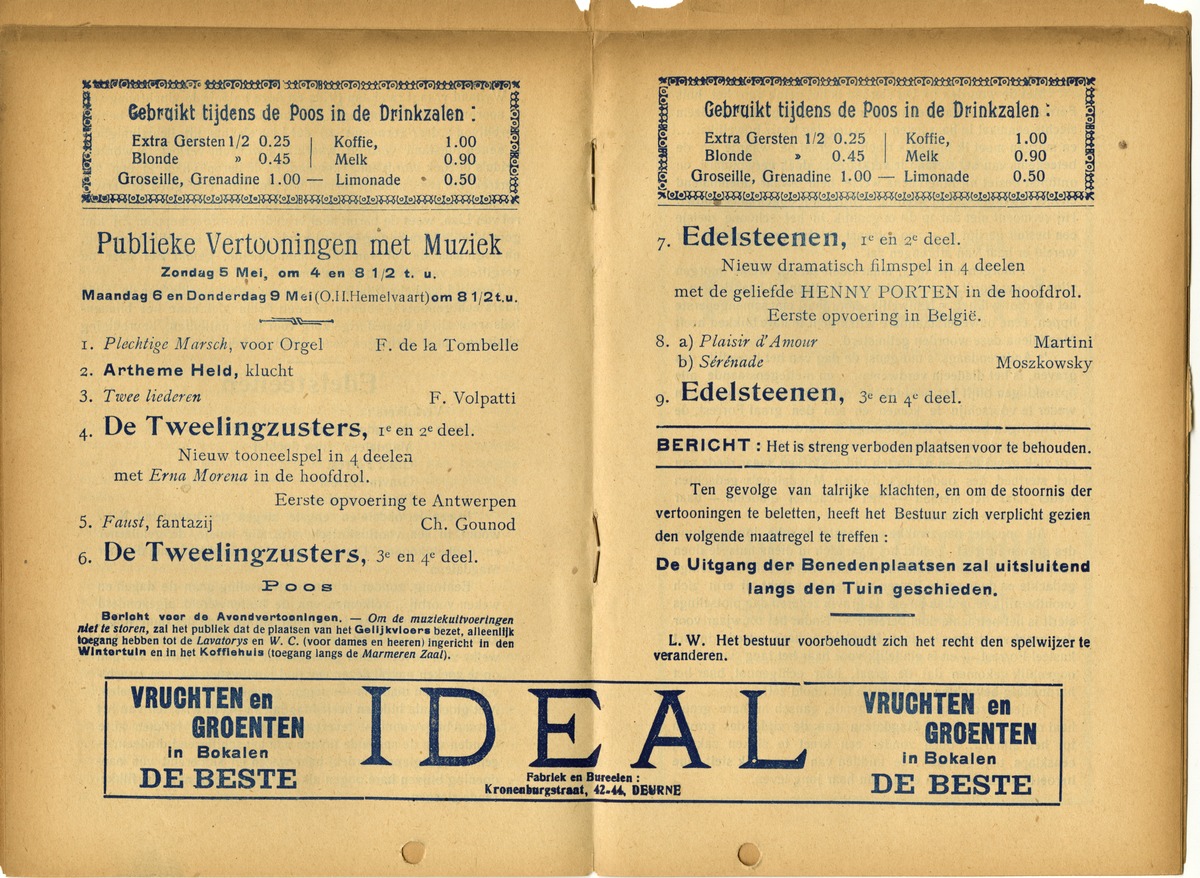 Gebruikt tijdens de Poos in de Drinkzalen :
Extra Gersten 1/2 0.25 | Koffie, 1.00
Blonde » 0.45 | Melk 0.90
Groseille, Grenadine 1.00 — Limonade 0.50
Publieke Vertooningen met Muziek
Zondag 5 Mei, om 4 en 8 1/2 t. u.
Maandag 6 en Donderdag 9 Mei (O.H.Hemelvaart) om 8 1/2 t.u.
1. Plechtige Marsch, voor Orgel F. de la Tombelle
2. Artheme Held, klucht
3. Twee liederen F. Volpatti
4. De Tweelingzusters, 1e en 2e deel.
Nieuw tooneelspel in 4 deelen
met Erna Morena in de hoofdrol.
Eerste opvoering te Antwerpen
5. Faust, fantazij Ch. Gounod
6. De Tweelingzusters, 3e en 4e deel.
Poos
Bericht voor de Avondvertooningen. — Om de muziekuitvoeringen
niet te storen, zal het publiek dat de plaatsen van het Gelijkvloers bezet, alleenlijk
toegang hebben tot de Lavatorys en W. C. (voor dames en heeren) ingericht in den
Wintertuin en in het Koffiehuis (toegang langs de Marmeren Zaal).
Gebruikt tijdens de Poos in de Drinkzalen :
Extra Gersten 1/2 0.25 | Koffie, 1.00
Blonde » 0.45 | Melk 0.90
Groseille, Grenadine 1.00 — Limonade 0.50
7. Edelsteenen, 1e en 2e deel.
Nieuw dramatisch filmspel in 4 deelen
met de geliefde HENNY PORTEN in de hoofdrol.
Eerste opvoering in België.
8. a) Plaisir d'Amour Martini
b) Sérénade Moszkowsky
9. Edelsteenen, 3e en 4e deel.
BERICHT : Het is streng verboden plaatsen voor te behouden.
Ten gevolge van talrijke klachten, en om de stoornis der
vertooningen te beletten, heeft het Bestuur zich verplicht gezien
den volgende maatregel te treffen :
De Uitgang der Benedenplaatsen zal uitsluitend
langs den Tuin geschieden.
L. W. Het bestuur voorbehoudt zich het recht den spelwijzer te
veranderen.
VRUCHTEN en
GROENTEN
in Bokalen
DE BESTE
IDEAL
Fabriek en Bureelen :
Kronenburgstraat, 42-44, DEURNE
VRUCHTEN en
GROENTEN
in Bokalen
DE BESTE